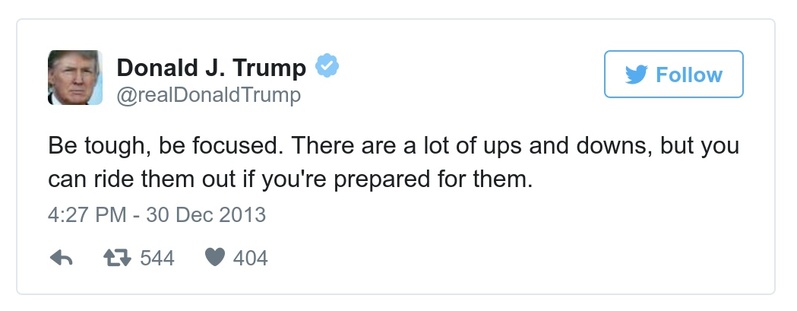 Donald J. Trump
@realDonaldTrump
Follow
Be tough, be focused. There are a lot of ups and downs, but you
can ride them out if you're prepared for them.
4:27 PM - 30 Dec 2013
544 404